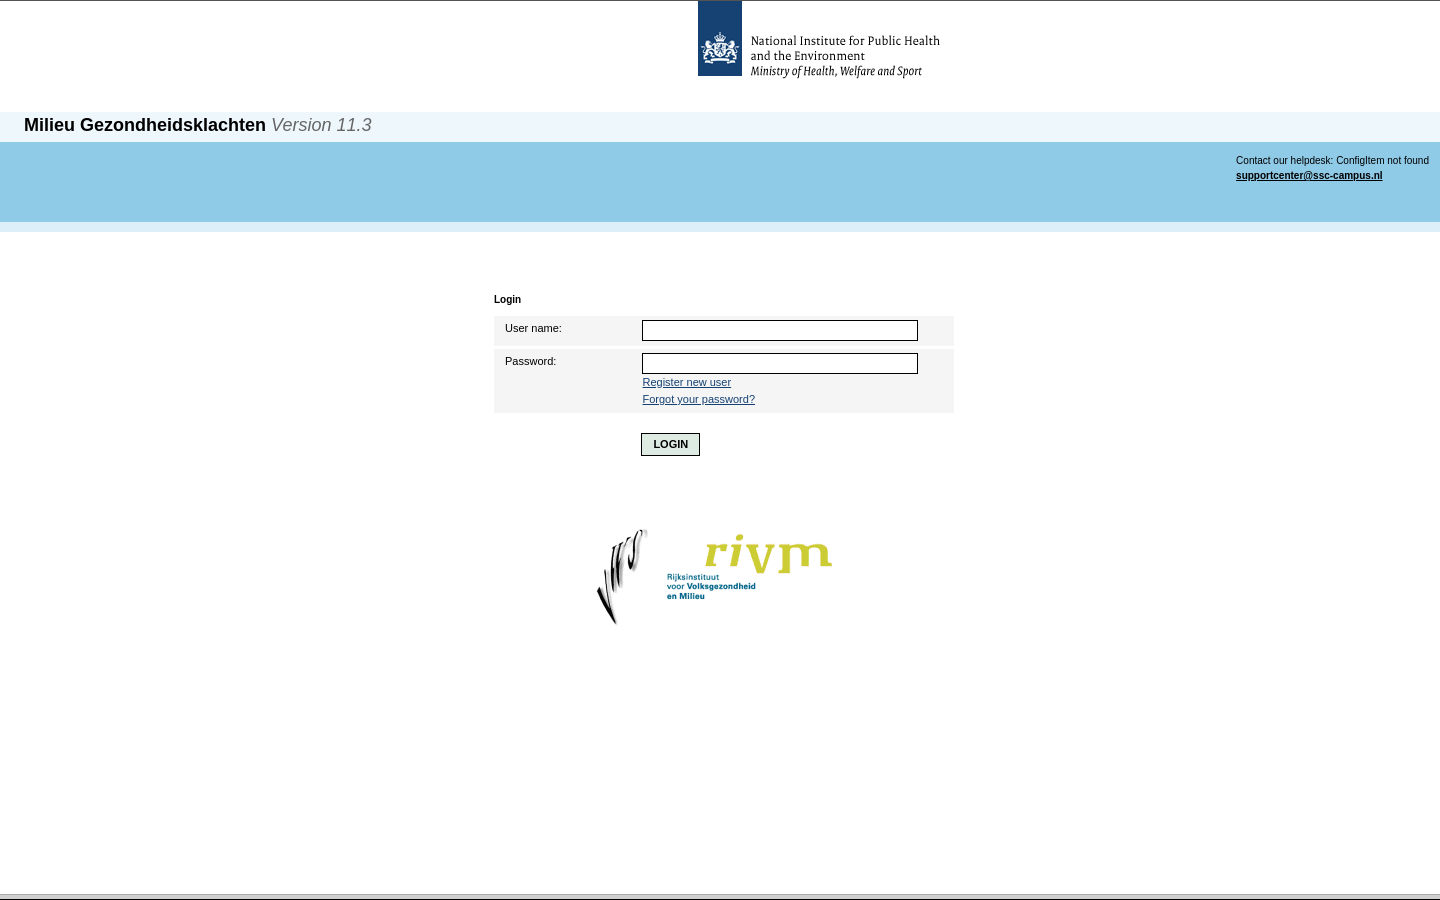 National Institute for Public Health
and the Environment
Ministry of Health, Welfare and Sport
Milieu Gezondheidsklachten Version 11.3
Contact our helpdesk: ConfigItem not found
supportcenter@ssc-campus.nl
Login
User name:
Password:
Register new user
Forgot your password?
LOGIN
rivm
Rijksinstituut
voor Volksgezondheid
en Milieu